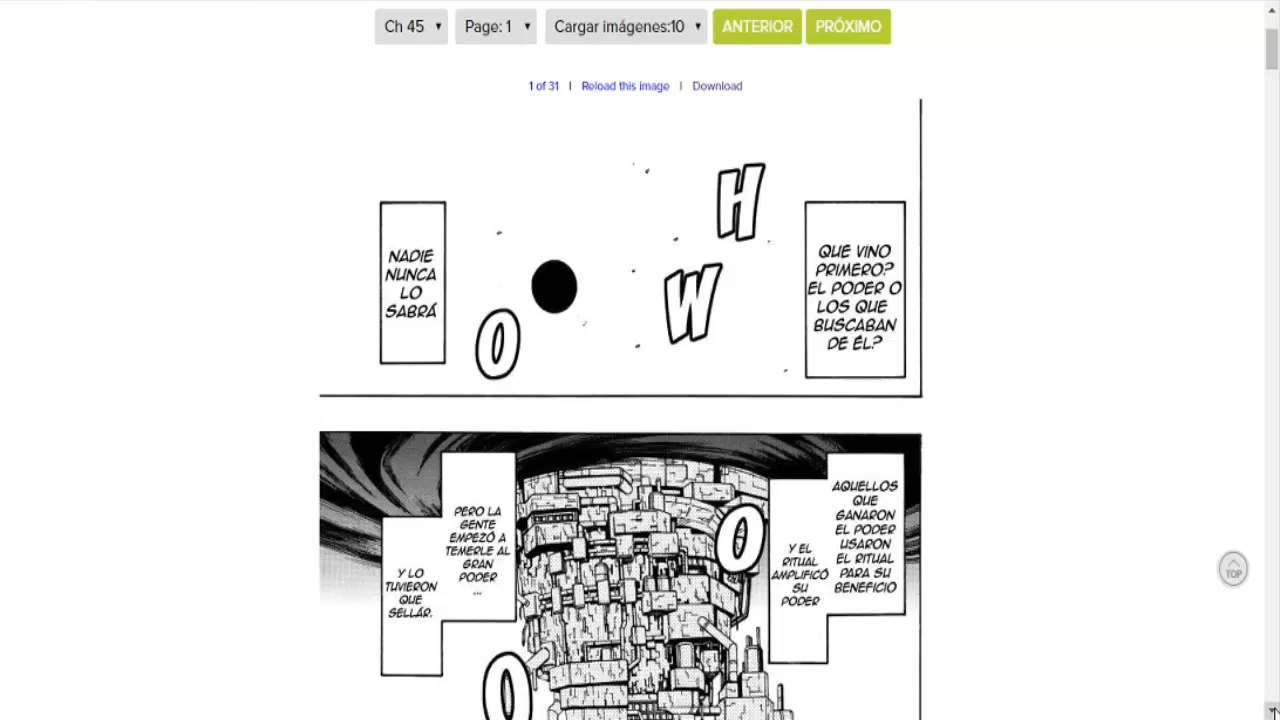 Ch 45
Page: 1
Cargar imágenes:10
ANTERIOR
PRÓXIMO
1 of 31 | Reload this image | Download
H
W
O
QUE VINO
PRIMERO?
EL PODER O
LOS QUE
BUSCABAN
DE ÉL?
NADIE
NUNCA
LO
SABRÁ
AQUELLOS
QUE
GANARON
EL PODER
USARON
EL RITUAL
PARA SU
BENEFICIO
Y EL
RITUAL
AMPLIFICÓ
SU
PODER
O
PERO LA
GENTE
EMPEZÓ A
TEMERLE AL
GRAN
PODER
...
Y LO
TUVIERON
QUE
SELLÁR.
O
TOP